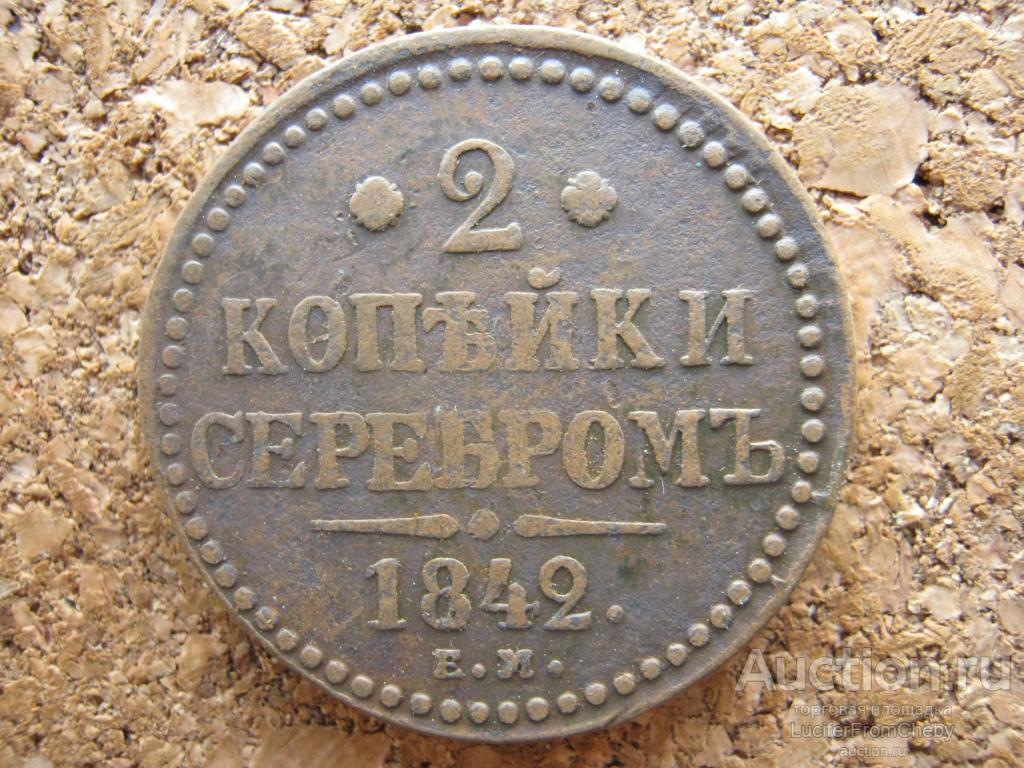 2
КОПѢЙКИ
СЕРЕБРОМЪ
1842.
Е.М.
Auction.ru
торговая площадка
LuciferFromCheby
auction.ru